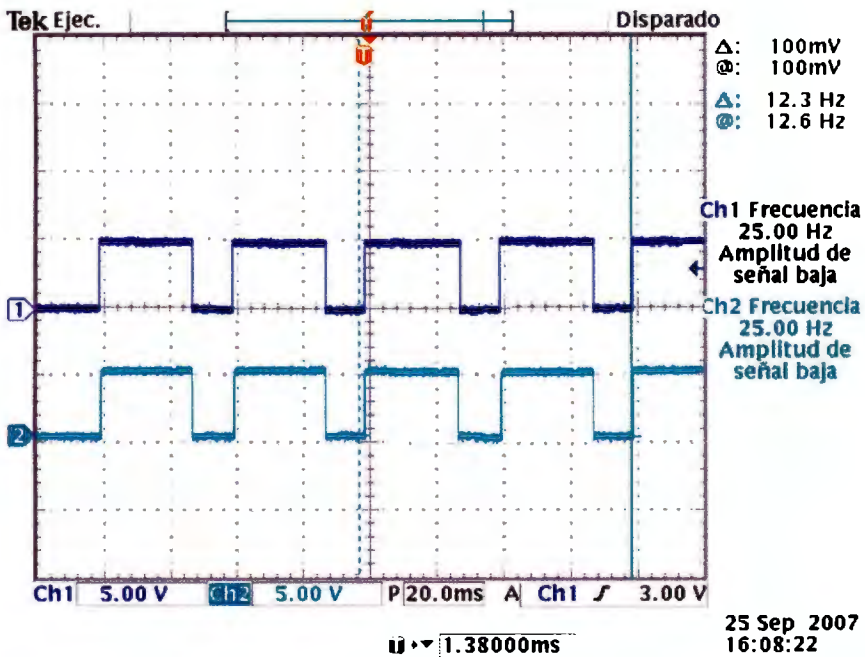 Tek Ejec.
Disparado
Δ: 100mV
@: 100mV
Δ: 12.3 Hz
@: 12.6 Hz
Ch1 Frecuencia
25.00 Hz
Amplitud de
señal baja
Ch2 Frecuencia
25.00 Hz
Amplitud de
señal baja
1
2
Ch1 5.00 V Ch2 5.00 V P 20.0ms A Ch1 3.00 V
1.38000ms
25 Sep 2007
16:08:22